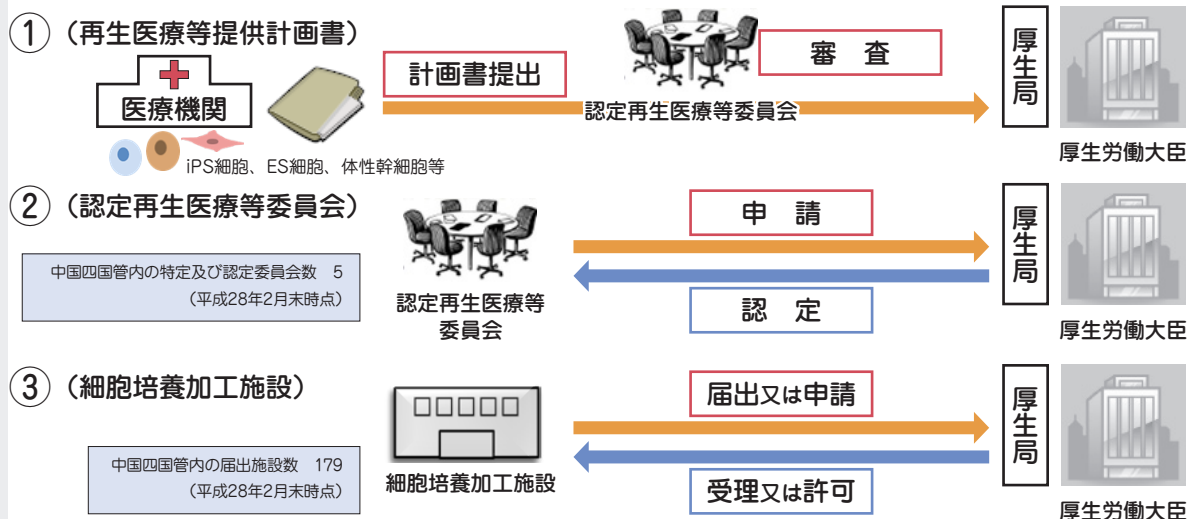 ① （再生医療等提供計画書）
医療機関
iPS細胞、ES細胞、体性幹細胞等
計画書提出
認定再生医療等委員会
審　査
厚生局
厚生労働大臣
② （認定再生医療等委員会）
中国四国管内の特定及び認定委員会数　5
（平成28年2月末時点）
認定再生医療等
委員会
申　請
認　定
厚生局
厚生労働大臣
③ （細胞培養加工施設）
中国四国管内の届出施設数　179
（平成28年2月末時点）
細胞培養加工施設
届出又は申請
受理又は許可
厚生局
厚生労働大臣